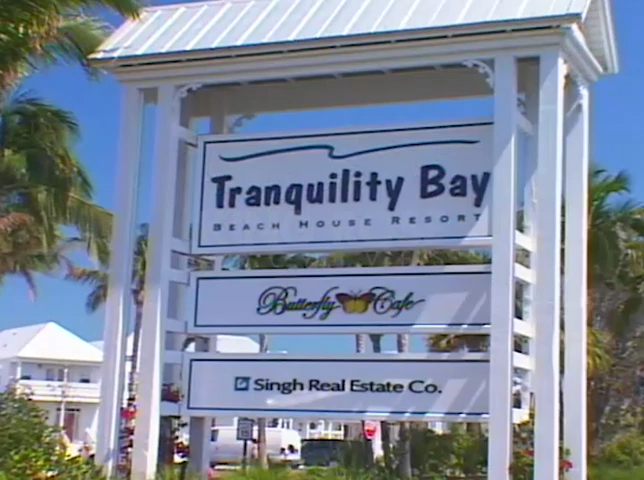 Tranquility Bay
BEACH HOUSE RESORT
Butterfly Cafe
Singh Real Estate Co.